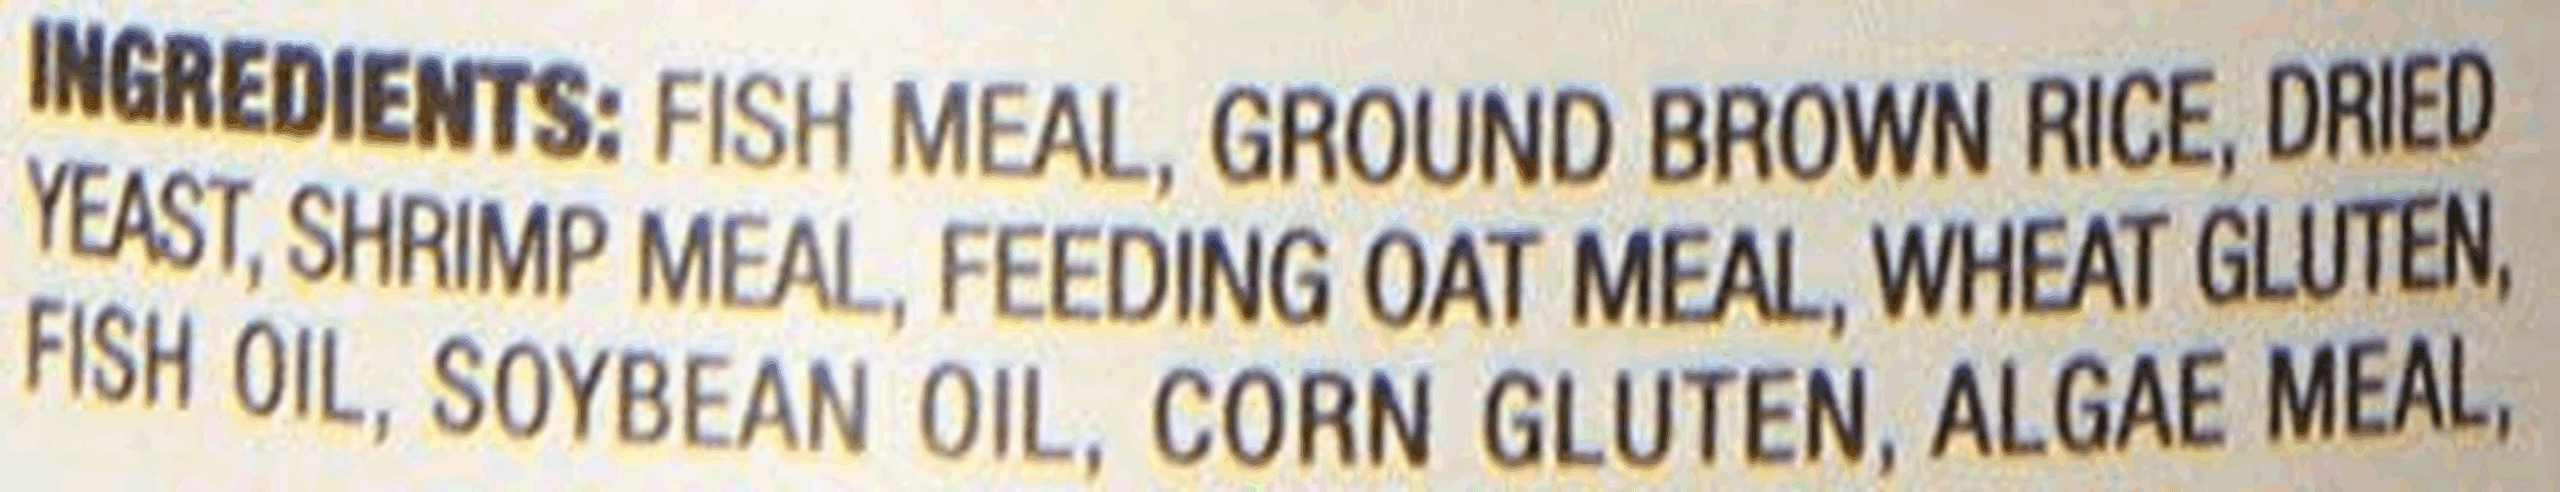 INGREDIENTS: FISH MEAL, GROUND BROWN RICE, DRIED
YEAST, SHRIMP MEAL, FEEDING OAT MEAL, WHEAT GLUTEN,
FISH OIL, SOYBEAN OIL, CORN GLUTEN, ALGAE MEAL,